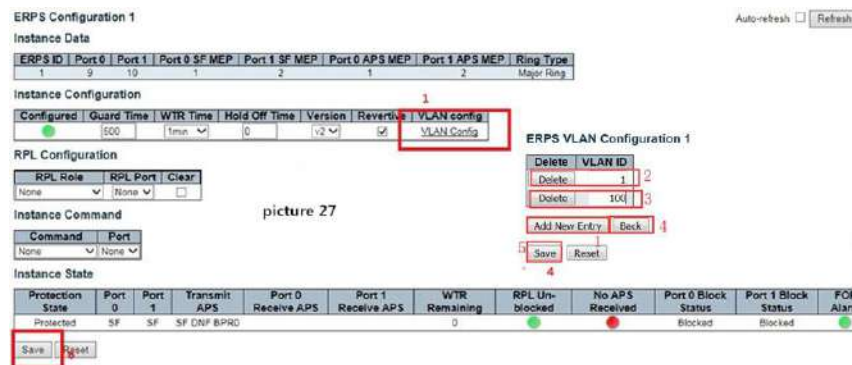 ERPS Configuration 1
Auto-refresh Refresh
Instance Data
ERPS ID Port 0 Port 1 Port 0 SF MEP Port 1 SF MEP Port 0 APS MEP Port 1 APS MEP Ring Type
1 9 10 1 2 1 2 Major Ring
Instance Configuration
1
Configured Guard Time WTR Time Hold Off Time Version Revertive VLAN config
500 1min 0 v2 VLAN Config
RPL Configuration
RPL Role RPL Port Clear
None None
Instance Command
Command Port
None None
picture 27
ERPS VLAN Configuration 1
Delete VLAN ID
Delete 1 2
Delete 100 3
Add New Entry Back 4
1
5 Save Reset
4
Instance State
Protection State Port 0 Port 1 Transmit APS Port 0 Receive APS Port 1 Receive APS WTR Remaining RPL Un-blocked No APS Received Port 0 Block Status Port 1 Block Status FOP Alarm
Protected SF SF SF DNF BPR0 0 Blocked Blocked
Save Reset